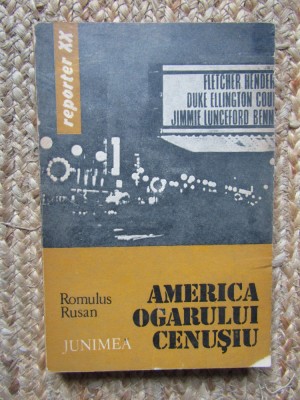 reporter XX
FLETCHER HENDER
DUKE ELLINGTON COU
JIMMIE LUNCEFORD BENN
Romulus
Rusan
AMERICA
OGARULUI
CENUȘIU
JUNIMEA